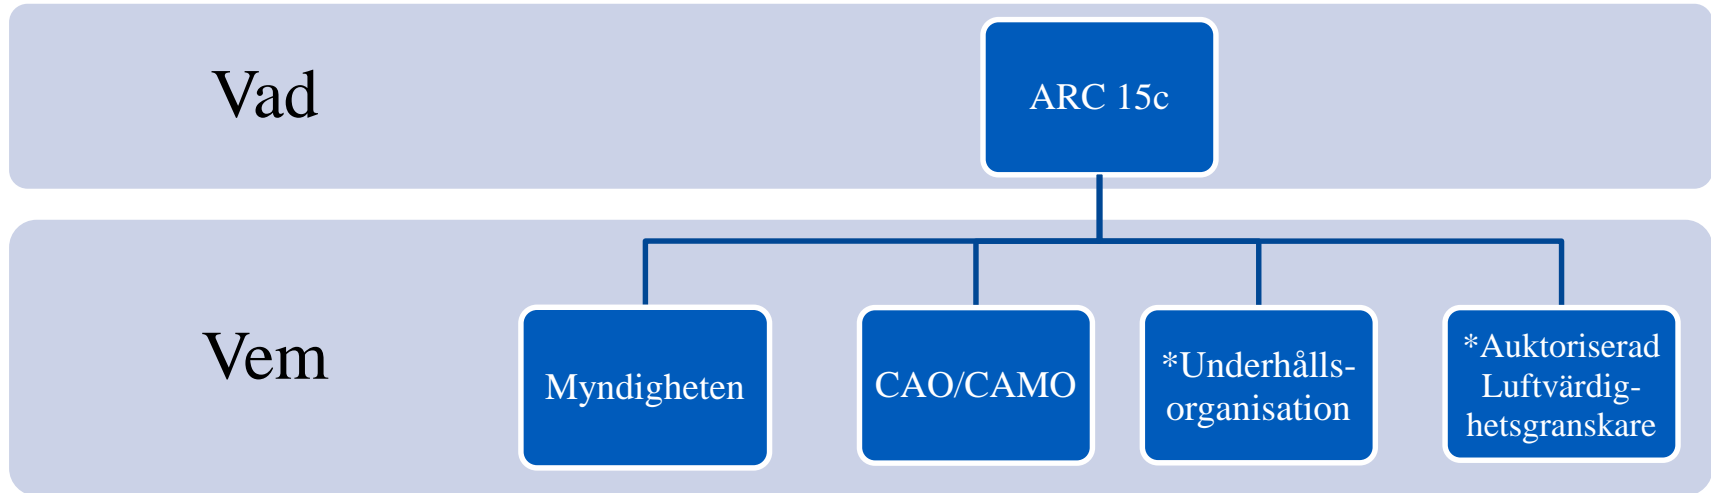 Vad
ARC 15c
Vem
Myndigheten
CAO/CAMO
*Underhålls-
organisation
*Auktoriserad
Luftvärdig-
hetsgranskare